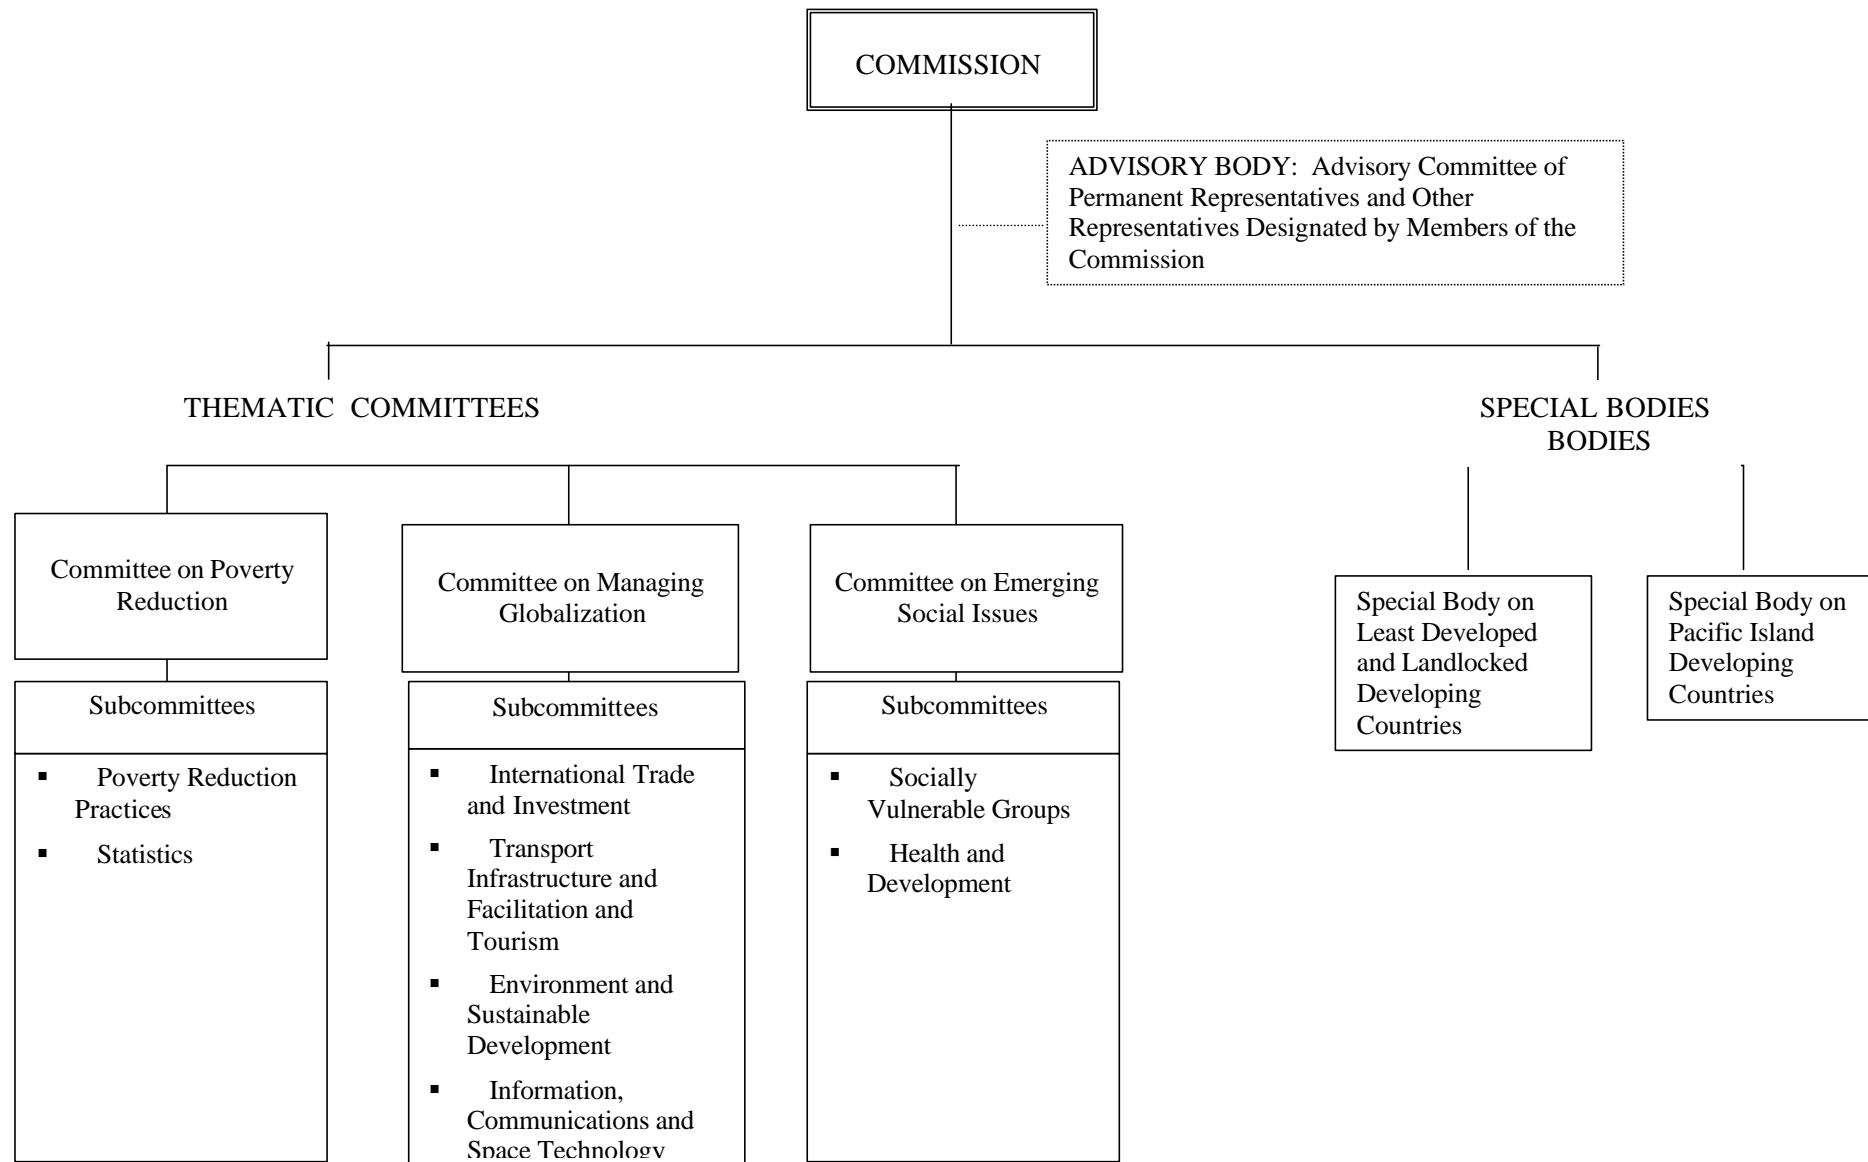 COMMISSION
ADVISORY BODY: Advisory Committee of
Permanent Representatives and Other
Representatives Designated by Members of the
Commission
THEMATIC COMMITTEES
SPECIAL BODIES
BODIES
Committee on Poverty
Reduction
Committee on Managing
Globalization
Committee on Emerging
Social Issues
Special Body on
Least Developed
and Landlocked
Developing
Countries
Special Body on
Pacific Island
Developing
Countries
Subcommittees
▪ Poverty Reduction
Practices
▪ Statistics
Subcommittees
▪ International Trade
and Investment
▪ Transport
Infrastructure and
Facilitation and
Tourism
▪ Environment and
Sustainable
Development
▪ Information,
Communications and
Space Technology
Subcommittees
▪ Socially
Vulnerable Groups
▪ Health and
Development